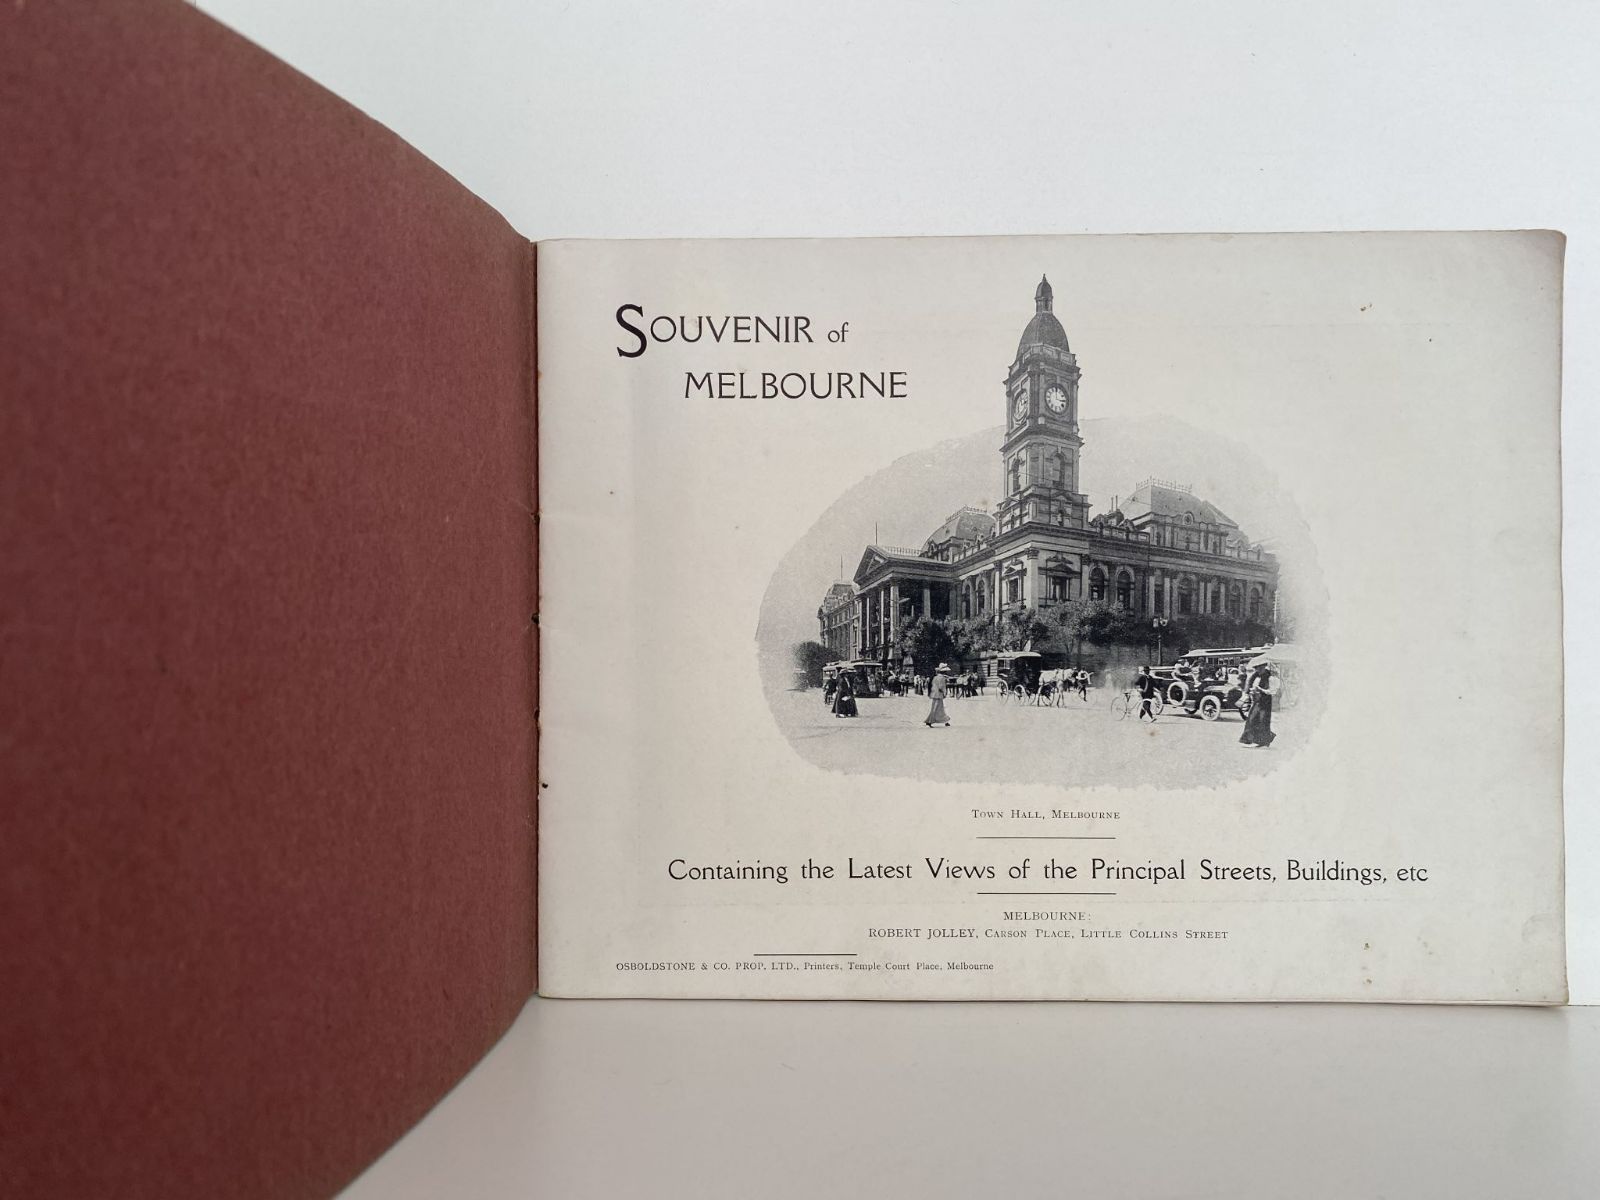 SOUVENIR of
MELBOURNE
TOWN HALL, MELBOURNE
Containing the Latest Views of the Principal Streets, Buildings, etc
MELBOURNE:
ROBERT JOLLEY, CARSON PLACE, LITTLE COLLINS STREET
OSBOLDSTONE & CO. PROP. LTD., Printers, Temple Court Place, Melbourne